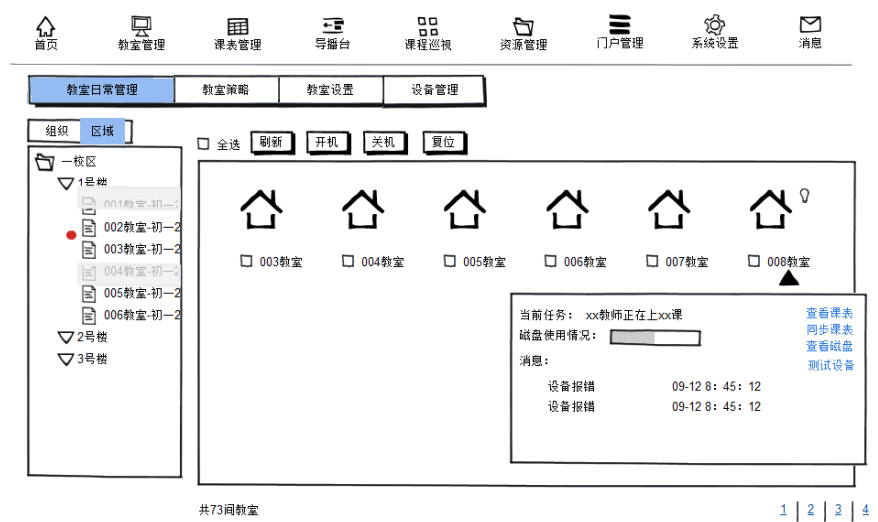 首页 教室管理 课表管理 导播台 课程巡视 资源管理 门户管理 系统设置 消息
教室日常管理 教室策略 教室设置 设备管理
组织 区域
全选 刷新 开机 关机 复位
一校区
1号楼
001教室-初一2
002教室-初一2
003教室-初一2
004教室-初一2
005教室-初一2
006教室-初一2
2号楼
3号楼
003教室 004教室 005教室 006教室 007教室 008教室
当前任务： xx教师正在上xx课
磁盘使用情况：
消息：
设备报错 09-12 8：45：12
设备报错 09-12 8：45：12
查看课表
同步课表
查看磁盘
测试设备
共73间教室
1 | 2 | 3 | 4